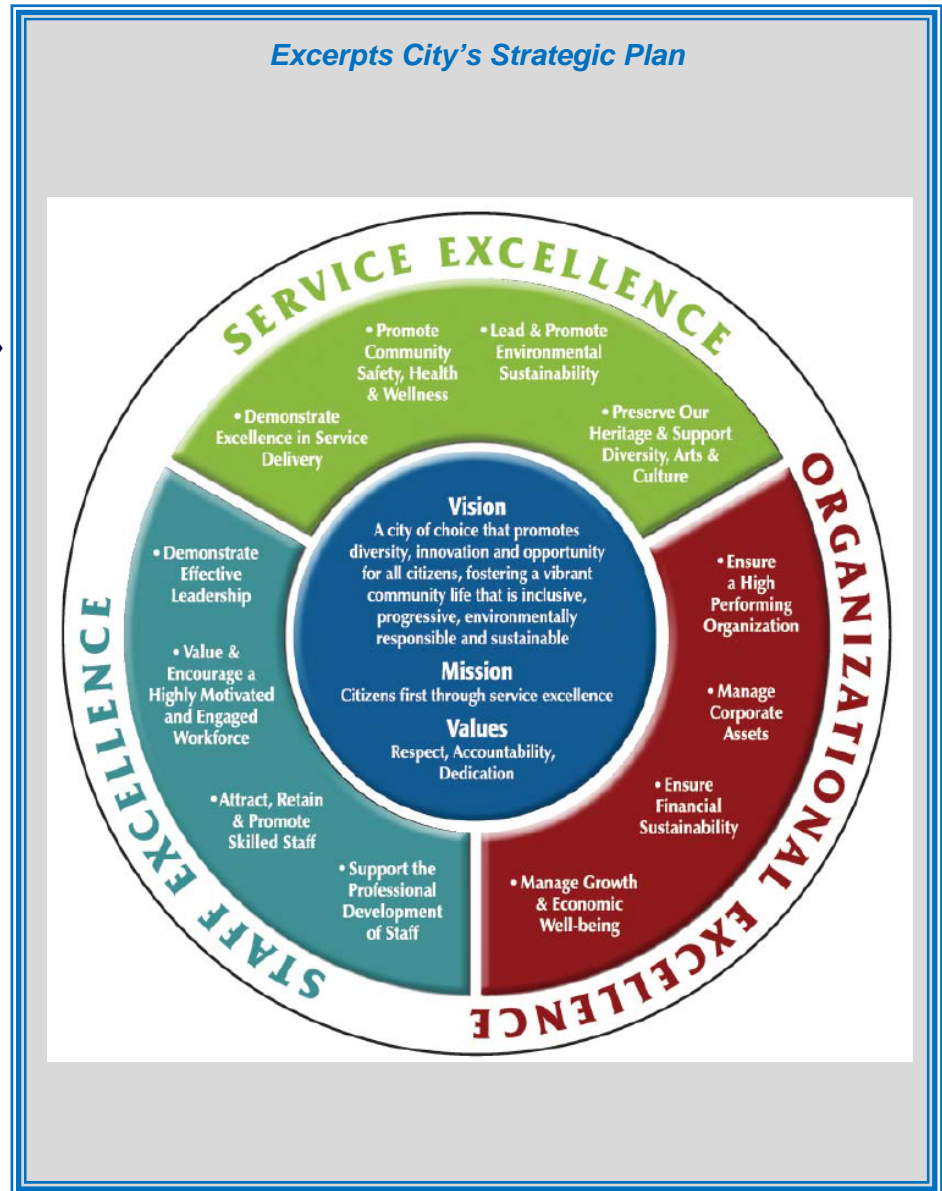 Excerpts City’s Strategic Plan
SERVICE EXCELLENCE
• Promote
Community
Safety, Health
& Wellness
• Lead & Promote
Environmental
Sustainability
• Demonstrate
Excellence in Service
Delivery
• Preserve Our
Heritage & Support
Diversity, Arts &
Culture
ORGANIZATIONAL EXCELLENCE
• Ensure
a High
Performing
Organization
• Manage
Corporate
Assets
• Ensure
Financial
Sustainability
• Manage Growth
& Economic
Well-being
STAFF EXCELLENCE
• Demonstrate
Effective
Leadership
• Value &
Encourage a
Highly Motivated
and Engaged
Workforce
• Attract, Retain
& Promote
Skilled Staff
• Support the
Professional
Development
of Staff
Vision
A city of choice that promotes
diversity, innovation and opportunity
for all citizens, fostering a vibrant
community life that is inclusive,
progressive, environmentally
responsible and sustainable
Mission
Citizens first through service excellence
Values
Respect, Accountability,
Dedication